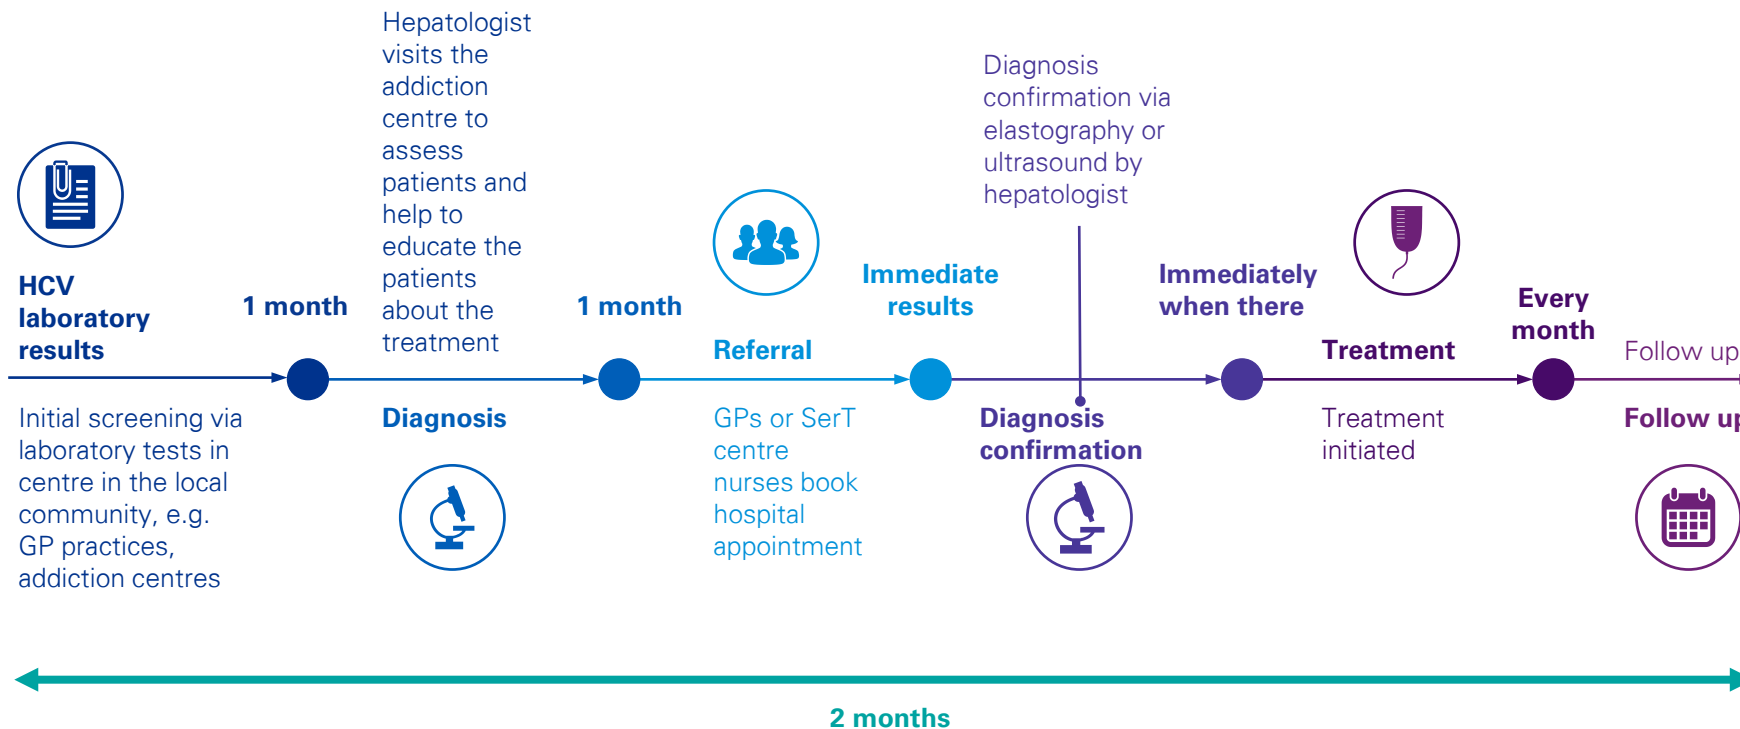 HCV
laboratory
results
Initial screening via
laboratory tests in
centre in the local
community, e.g.
GP practices,
addiction centres
1 month
Hepatologist
visits the
addiction
centre to
assess
patients and
help to
educate the
patients
about the
treatment
Diagnosis
1 month
Referral
GPs or SerT
centre
nurses book
hospital
appointment
Immediate
results
Diagnosis
confirmation via
elastography or
ultrasound by
hepatologist
Diagnosis
confirmation
Immediately
when there
Treatment
Treatment
initiated
Every
month
Follow up
Follow up
2 months